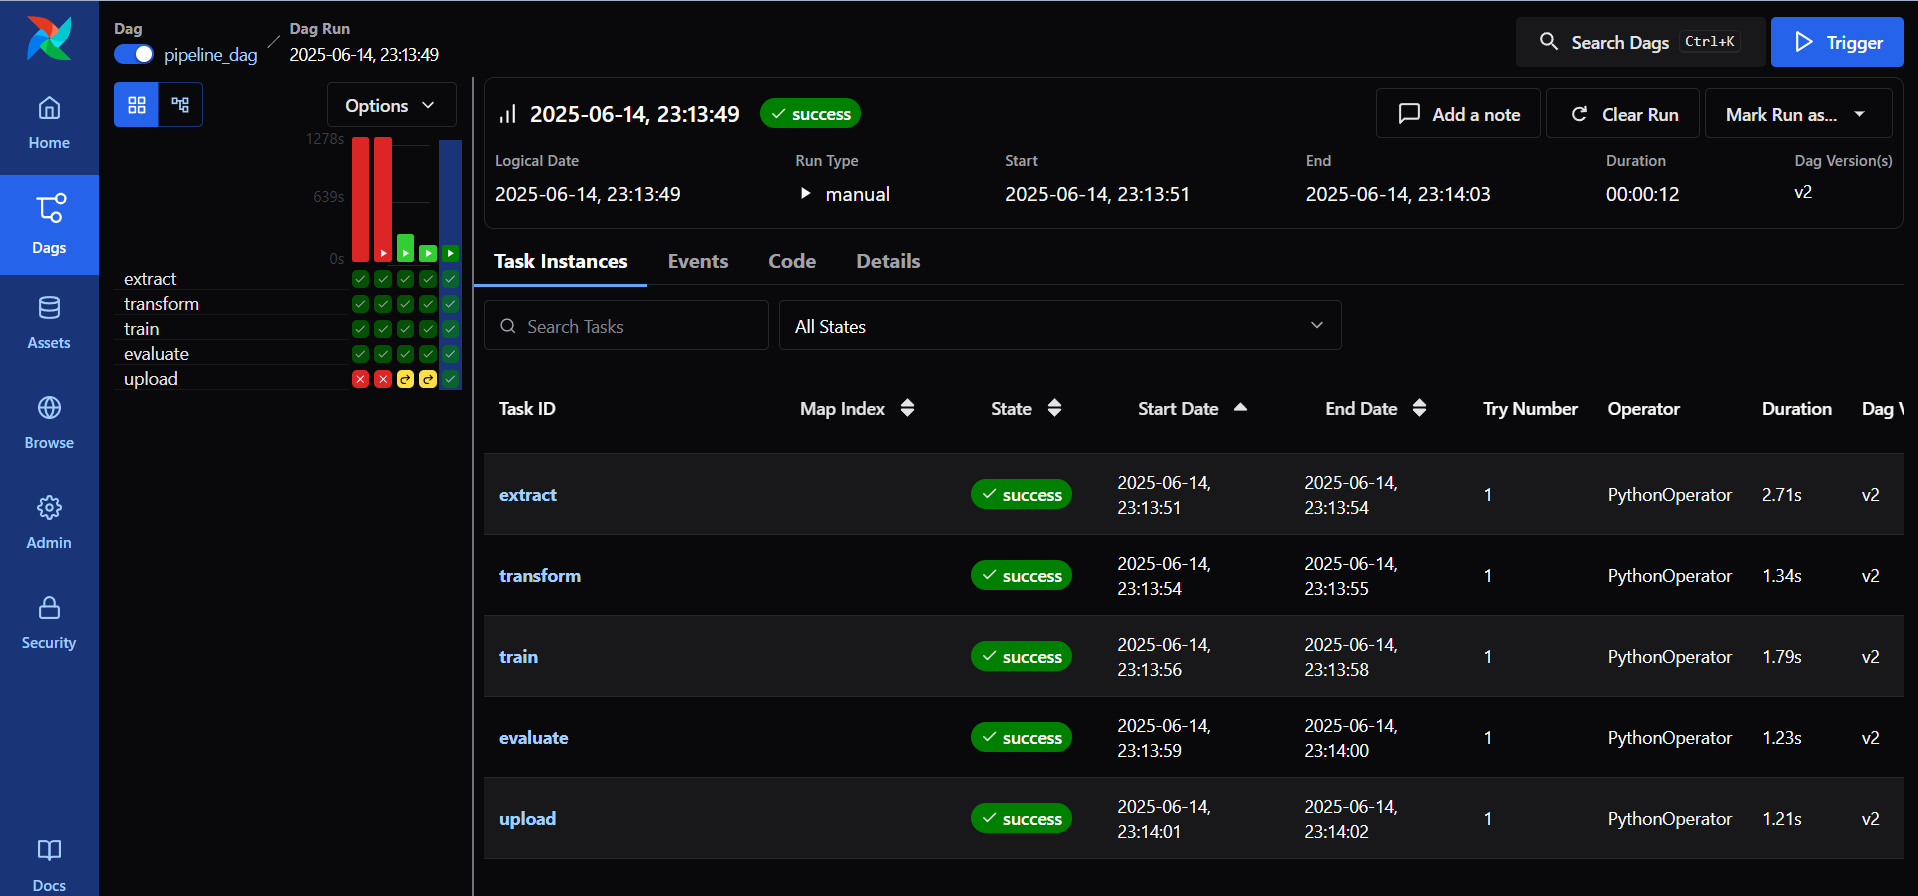 Dag
pipeline_dag
Dag Run
2025-06-14, 23:13:49
Search Dags Ctrl+K
Trigger
Home
Dags
Assets
Browse
Admin
Security
Docs
Options
1278s
639s
0s
extract
transform
train
evaluate
upload
2025-06-14, 23:13:49 success
Add a note
Clear Run
Mark Run as...
Logical Date Run Type Start End Duration Dag Version(s)
2025-06-14, 23:13:49 manual 2025-06-14, 23:13:51 2025-06-14, 23:14:03 00:00:12 v2
Task Instances Events Code Details
Search Tasks
All States
Task ID Map Index State Start Date End Date Try Number Operator Duration Dag V
extract success 2025-06-14, 23:13:51 2025-06-14, 23:13:54 1 PythonOperator 2.71s v2
transform success 2025-06-14, 23:13:54 2025-06-14, 23:13:55 1 PythonOperator 1.34s v2
train success 2025-06-14, 23:13:56 2025-06-14, 23:13:58 1 PythonOperator 1.79s v2
evaluate success 2025-06-14, 23:13:59 2025-06-14, 23:14:00 1 PythonOperator 1.23s v2
upload success 2025-06-14, 23:14:01 2025-06-14, 23:14:02 1 PythonOperator 1.21s v2